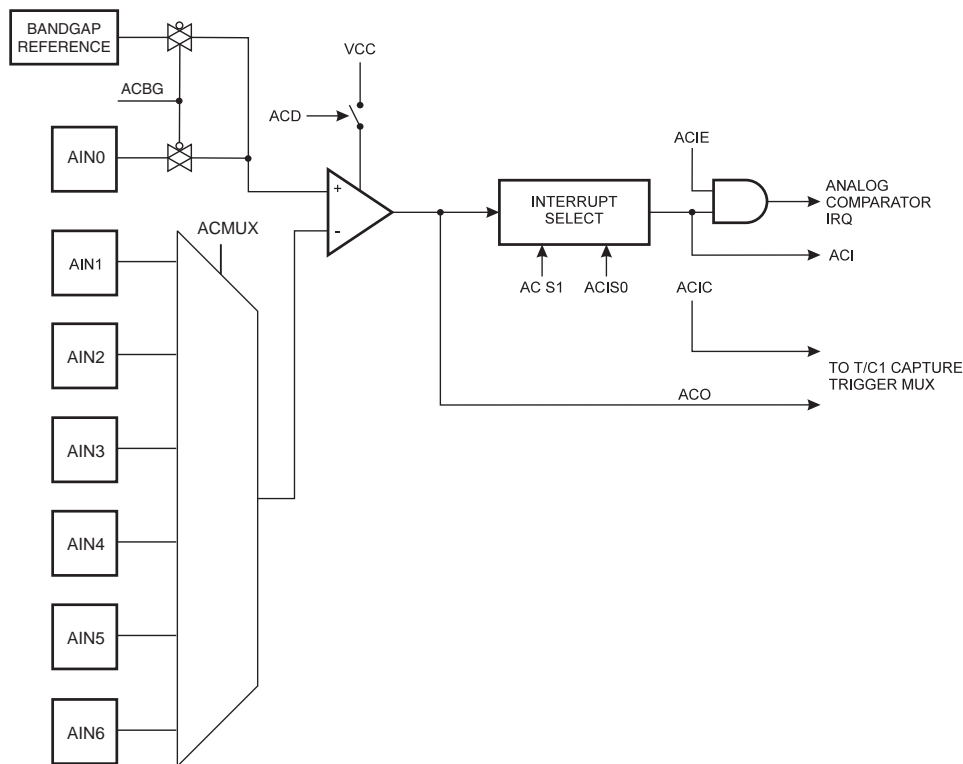 BANDGAP
REFERENCE
ACBG
AIN0
VCC
ACD
+
-
ACMUX
AIN1
AIN2
AIN3
AIN4
AIN5
AIN6
INTERRUPT
SELECT
AC S1
ACIS0
ACIE
ANALOG
COMPARATOR
IRQ
ACI
ACIC
TO T/C1 CAPTURE
TRIGGER MUX
ACO